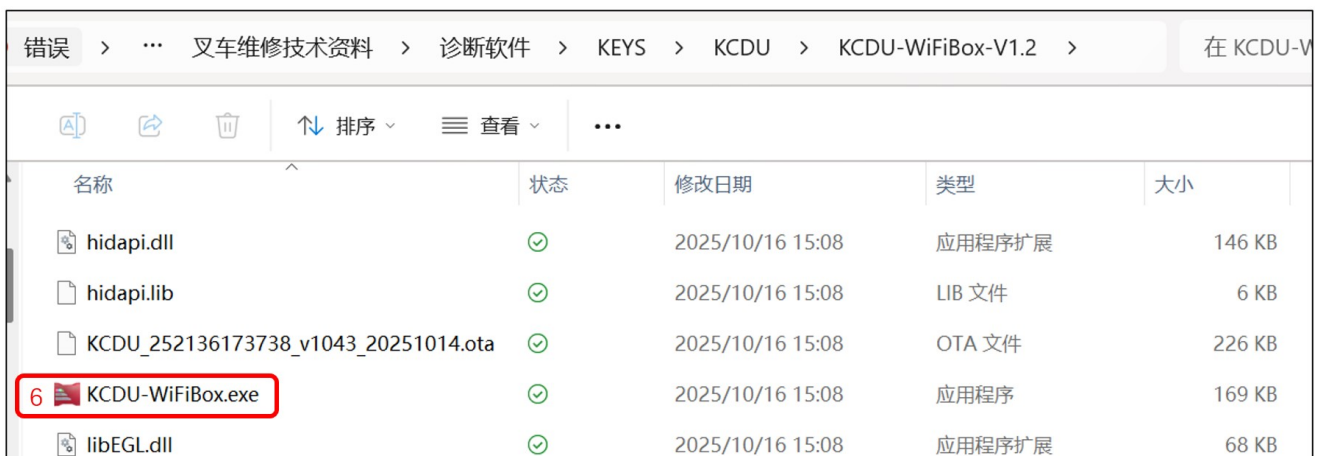 错误 > ... 叉车维修技术资料 > 诊断软件 > KEYS > KCDU > KCDU-WiFiBox-V1.2 > 在 KCDU-W
排序 查看 ...
名称 状态 修改日期 类型 大小
hidapi.dll 2025/10/16 15:08 应用程序扩展 146 KB
hidapi.lib 2025/10/16 15:08 LIB 文件 6 KB
KCDU_252136173738_v1043_20251014.ota 2025/10/16 15:08 OTA 文件 226 KB
6 KCDU-WiFiBox.exe 2025/10/16 15:08 应用程序 169 KB
libEGL.dll 2025/10/16 15:08 应用程序扩展 68 KB